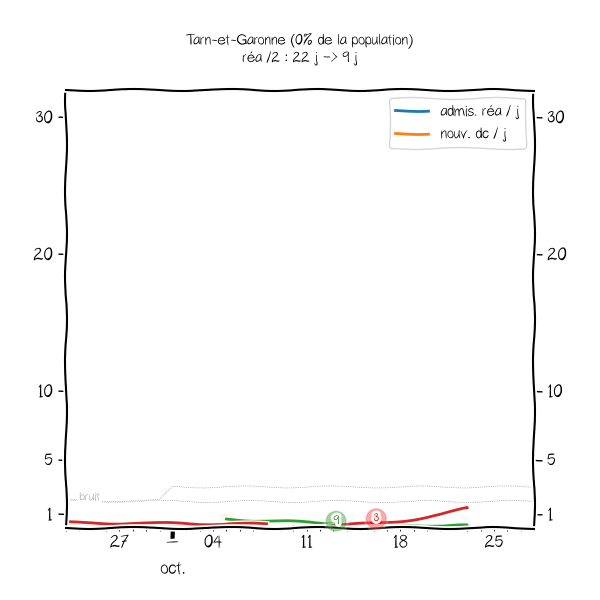 Tarn-et-Garonne (0% de la population)
réa /2 : 22 j -> 9 j
admis. réa / j
nouv. dc / j
30 30
20 20
10 10
5 5
bruit
1 9 3 1
27 04 11 18 25
oct.